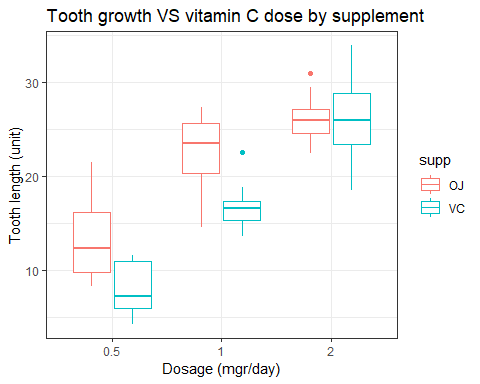 Tooth growth VS vitamin C dose by supplement
Tooth length (unit)
30
20
10
0.5
1
2
Dosage (mgr/day)
supp
OJ
VC